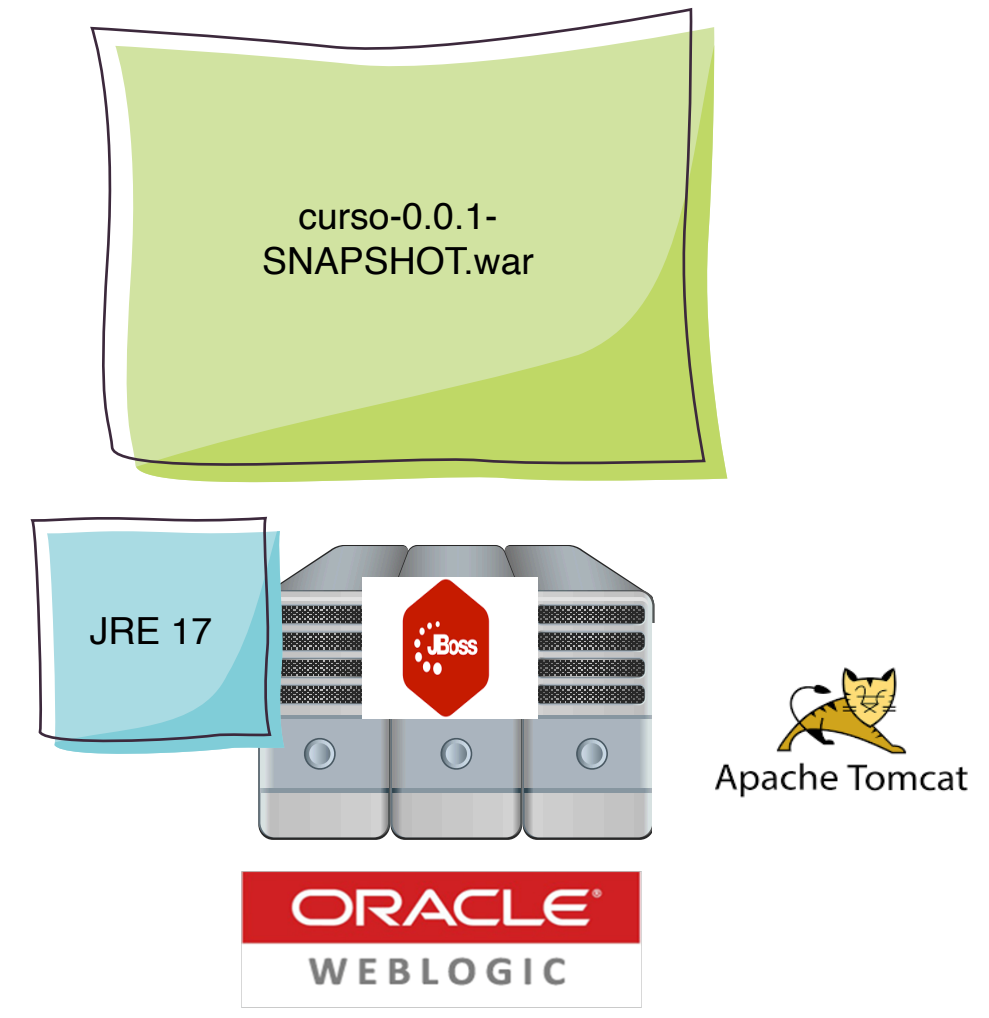 curso-0.0.1-
SNAPSHOT.war
JRE 17
JBoss
Apache Tomcat
ORACLE®
WEBLOGIC